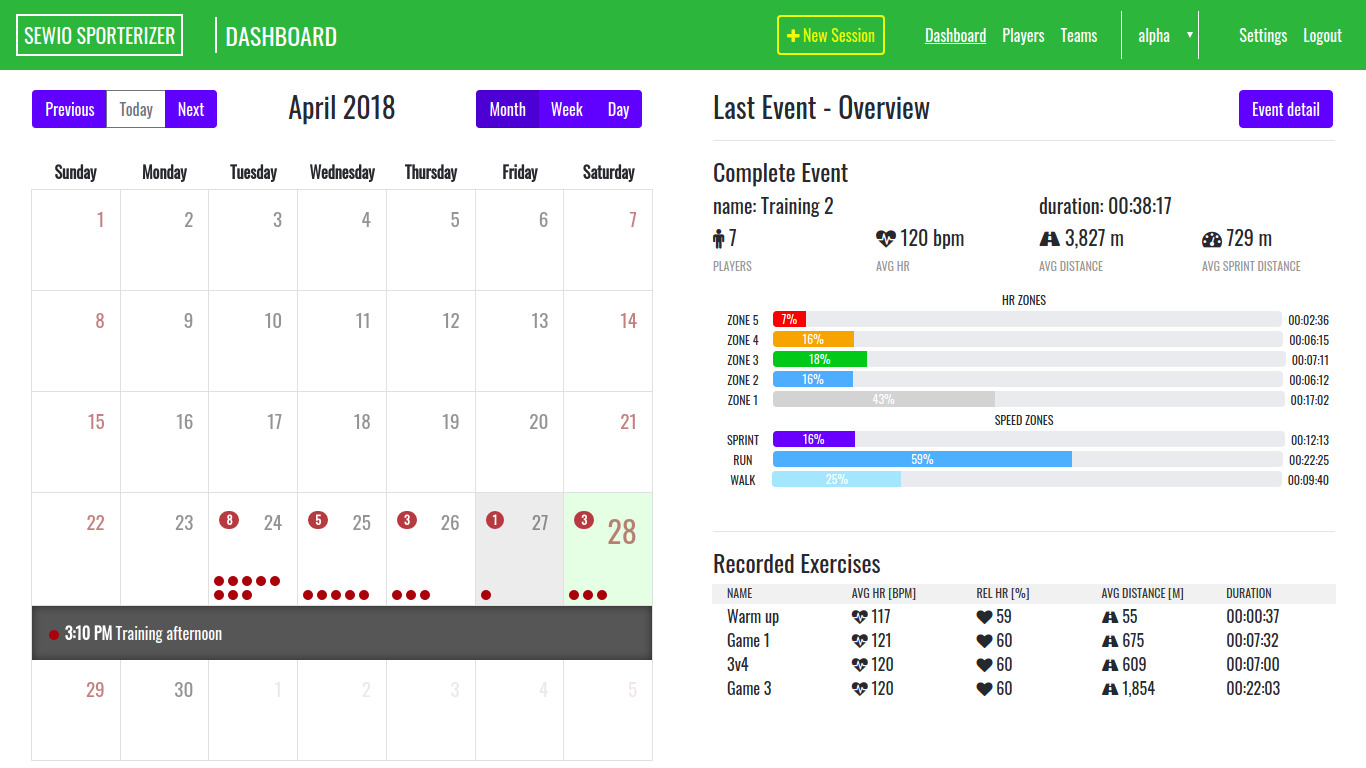 SEWIO SPORTERIZER
DASHBOARD
New Session
Dashboard Players Teams
alpha
Settings Logout
Previous Today Next
April 2018
Month Week Day
Sunday Monday Tuesday Wednesday Thursday Friday Saturday
1 2 3 4 5 6 7
8 9 10 11 12 13 14
15 16 17 18 19 20 21
22 23 8 24 5 25 3 26 1 27 3 28
3:10 PM Training afternoon
29 30 1 2 3 4 5
Last Event - Overview
Event detail
Complete Event
name: Training 2 duration: 00:38:17
7 120 bpm 3,827 m 729 m
PLAYERS AVG HR AVG DISTANCE AVG SPRINT DISTANCE
HR ZONES
ZONE 5 7% 00:02:36
ZONE 4 16% 00:06:15
ZONE 3 18% 00:07:11
ZONE 2 16% 00:06:12
ZONE 1 43% 00:17:02
SPEED ZONES
SPRINT 16% 00:12:13
RUN 59% 00:22:25
WALK 25% 00:09:40
Recorded Exercises
NAME AVG HR [BPM] REL HR [%] AVG DISTANCE [M] DURATION
Warm up 117 59 55 00:00:37
Game 1 121 60 675 00:07:32
3v4 120 60 609 00:07:00
Game 3 120 60 1,854 00:22:03